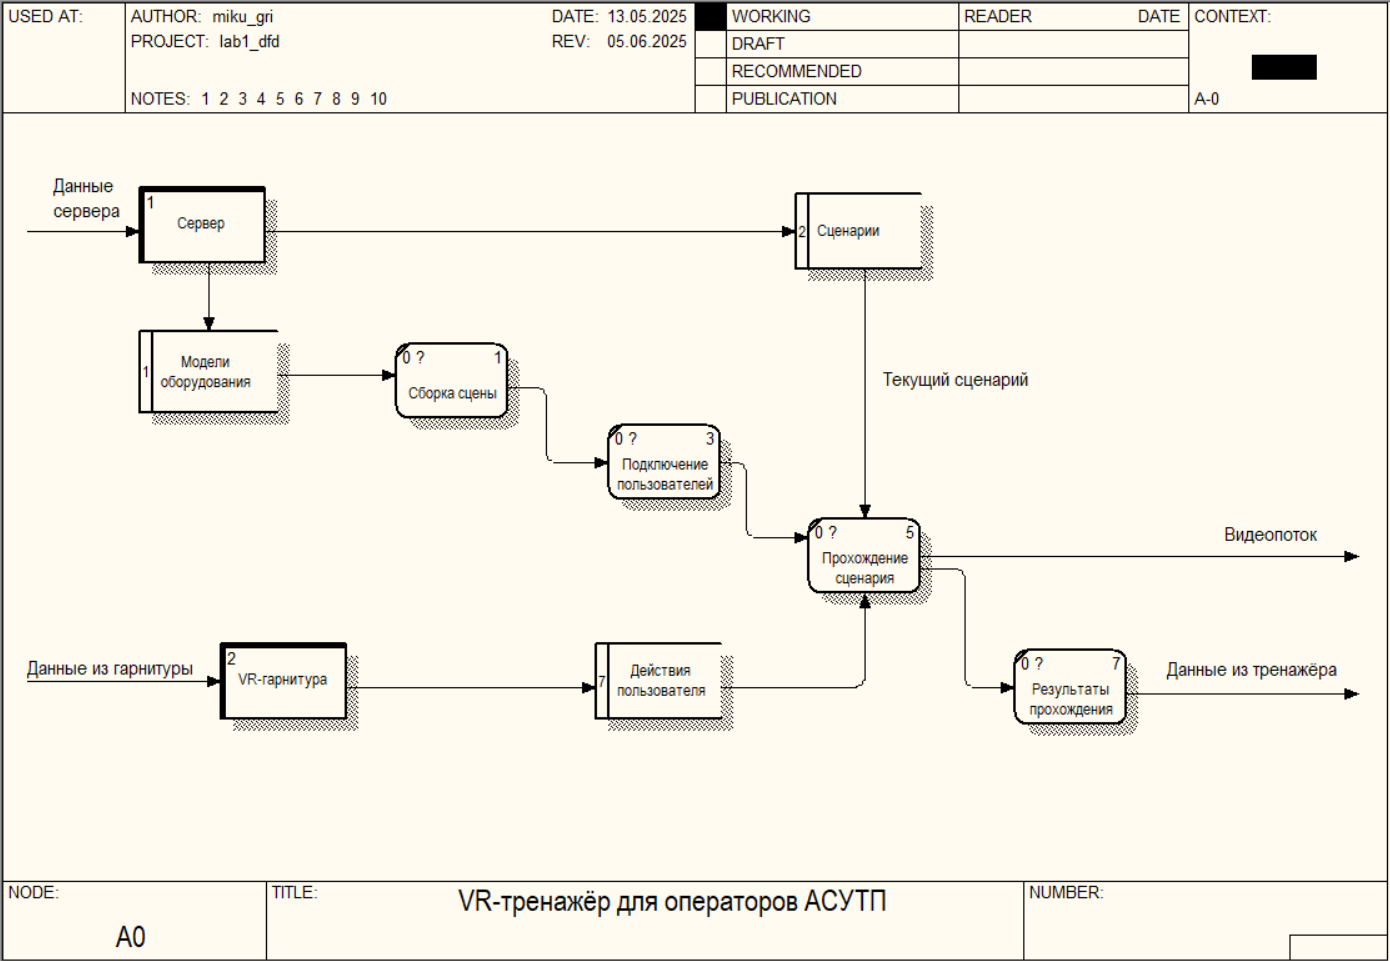 USED AT:
AUTHOR: miku_gri
DATE: 13.05.2025
WORKING
READER
DATE
CONTEXT:
PROJECT: lab1_dfd
REV: 05.06.2025
DRAFT
RECOMMENDED
NOTES: 1 2 3 4 5 6 7 8 9 10
PUBLICATION
A-0
Данные
сервера
1
Сервер
2
Сценарии
1
Модели
оборудования
0 ?
1
Сборка сцены
Текущий сценарий
0 ?
3
Подключение
пользователей
0 ?
5
Прохождение
сценария
Видеопоток
Данные из гарнитуры
2
VR-гарнитура
7
Действия
пользователя
0 ?
7
Результаты
прохождения
Данные из тренажёра
NODE:
A0
TITLE:
VR-тренажёр для операторов АСУТП
NUMBER: